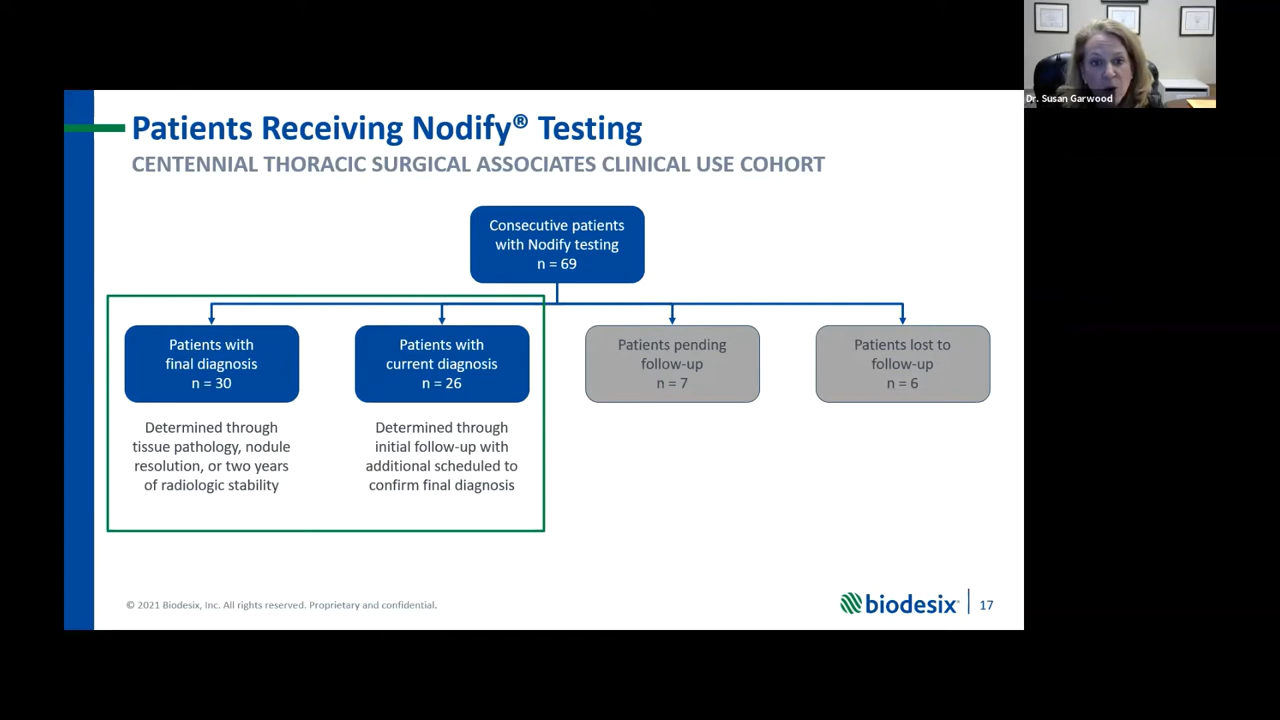 Dr. Susan Garwood
Patients Receiving Nodify® Testing
CENTENNIAL THORACIC SURGICAL ASSOCIATES CLINICAL USE COHORT
Consecutive patients
with Nodify testing
n = 69
Patients with
final diagnosis
n = 30
Patients with
current diagnosis
n = 26
Patients pending
follow-up
n = 7
Patients lost to
follow-up
n = 6
Determined through
tissue pathology, nodule
resolution, or two years
of radiologic stability
Determined through
initial follow-up with
additional scheduled to
confirm final diagnosis
© 2021 Biodesix, Inc. All rights reserved. Proprietary and confidential.
biodesix
17